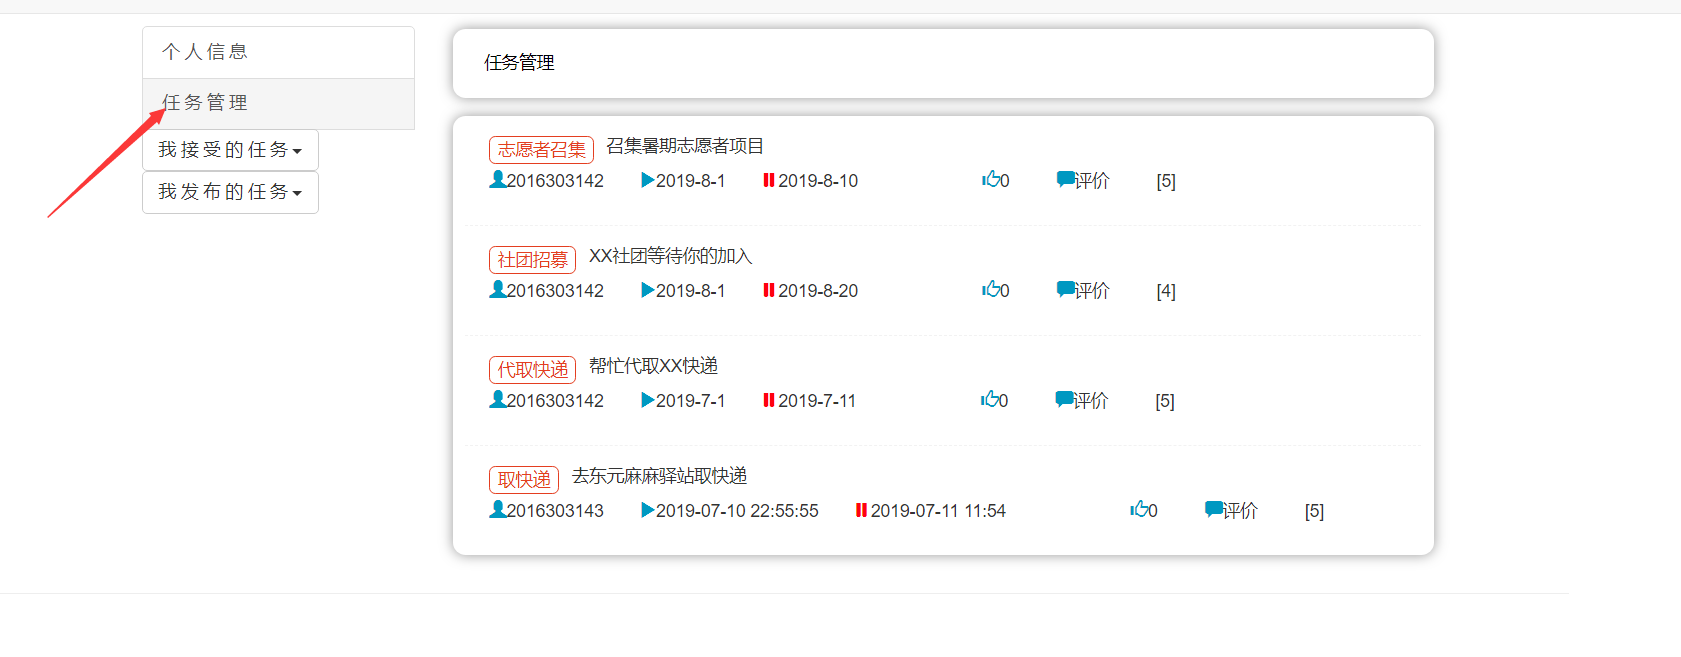 个人信息
任务管理
我接受的任务
我发布的任务
任务管理
志愿者召集 召集暑期志愿者项目
2016303142 2019-8-1 2019-8-10 0 评价 [5]
社团招募 XX社团等待你的加入
2016303142 2019-8-1 2019-8-20 0 评价 [4]
代取快递 帮忙代取XX快递
2016303142 2019-7-1 2019-7-11 0 评价 [5]
取快递 去东元麻麻驿站取快递
2016303143 2019-07-10 22:55:55 2019-07-11 11:54 0 评价 [5]